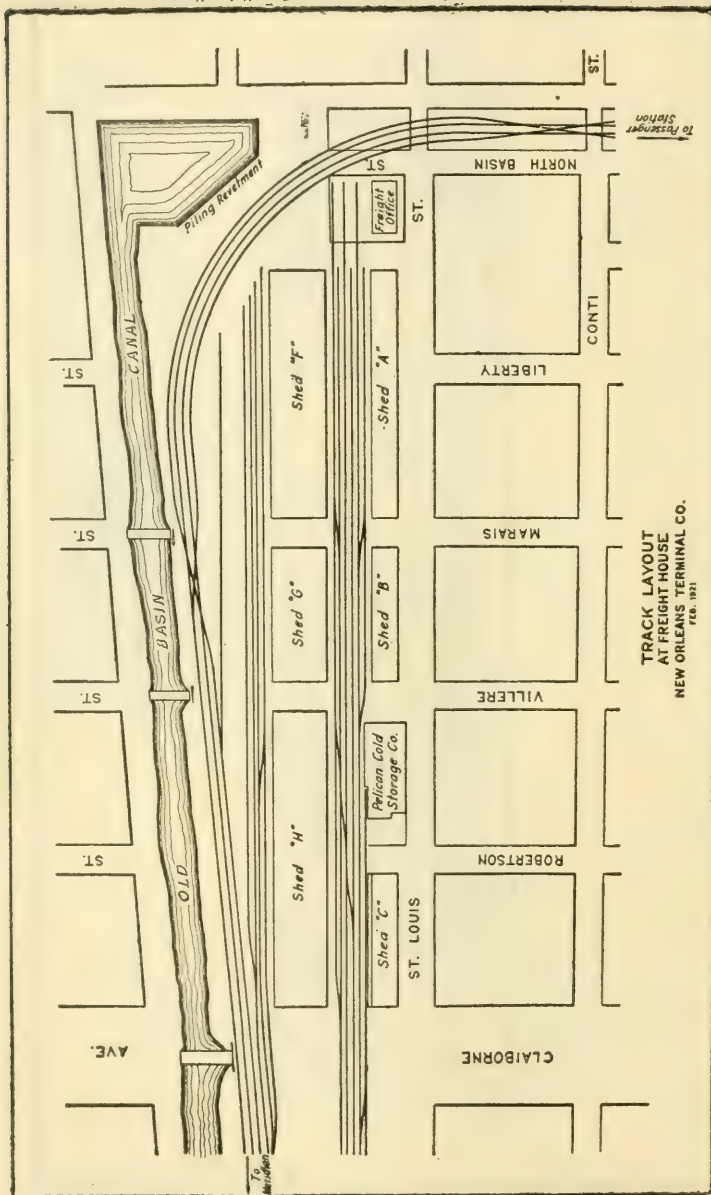 TRACK LAYOUT
AT FREIGHT HOUSE
NEW ORLEANS TERMINAL CO.
FEB. 1921
To Passenger
Station
ST.
NORTH BASIN
ST.
Freight
Office
ST.
CONTI
Piling Revetment
CANAL
BASIN
OLD
ST.
LIBERTY
ST.
MARAIS
ST.
VILLERE
ST.
ROBERTSON
AVE.
CLAIBORNE
ST. LOUIS
Shed "F"
Shed "A"
Shed "G"
Shed "B"
Shed "H"
Pelican Cold
Storage Co.
Shed "C"
To
Meridian